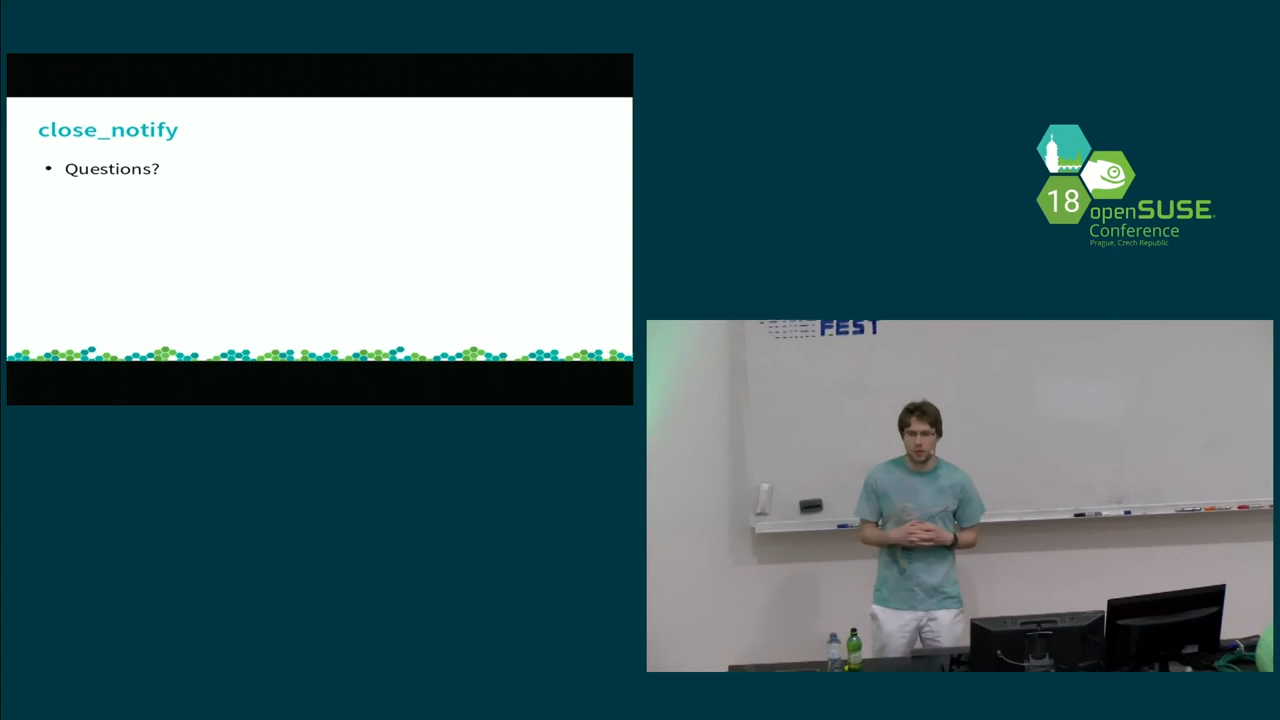 close_notify
• Questions?
18
openSUSE
Conference
Prague, Czech Republic
FEST